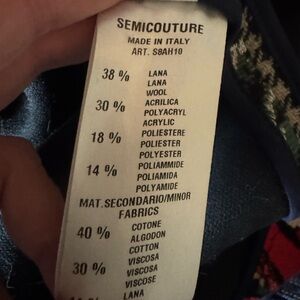 SEMICOUTURE
MADE IN ITALY
ART. S8AH10
38 % LANA
LANA
WOOL
30 % ACRILICA
POLYACRYL
ACRYLIC
18 % POLIESTERE
POLIESTER
POLYESTER
14 % POLIAMMIDE
POLIAMIDA
POLYAMIDE
MAT.SECONDARIO/MINOR
FABRICS
40 % COTONE
ALGODON
COTTON
30 % VISCOSA
VISCOSA
VISCOSE
LANA